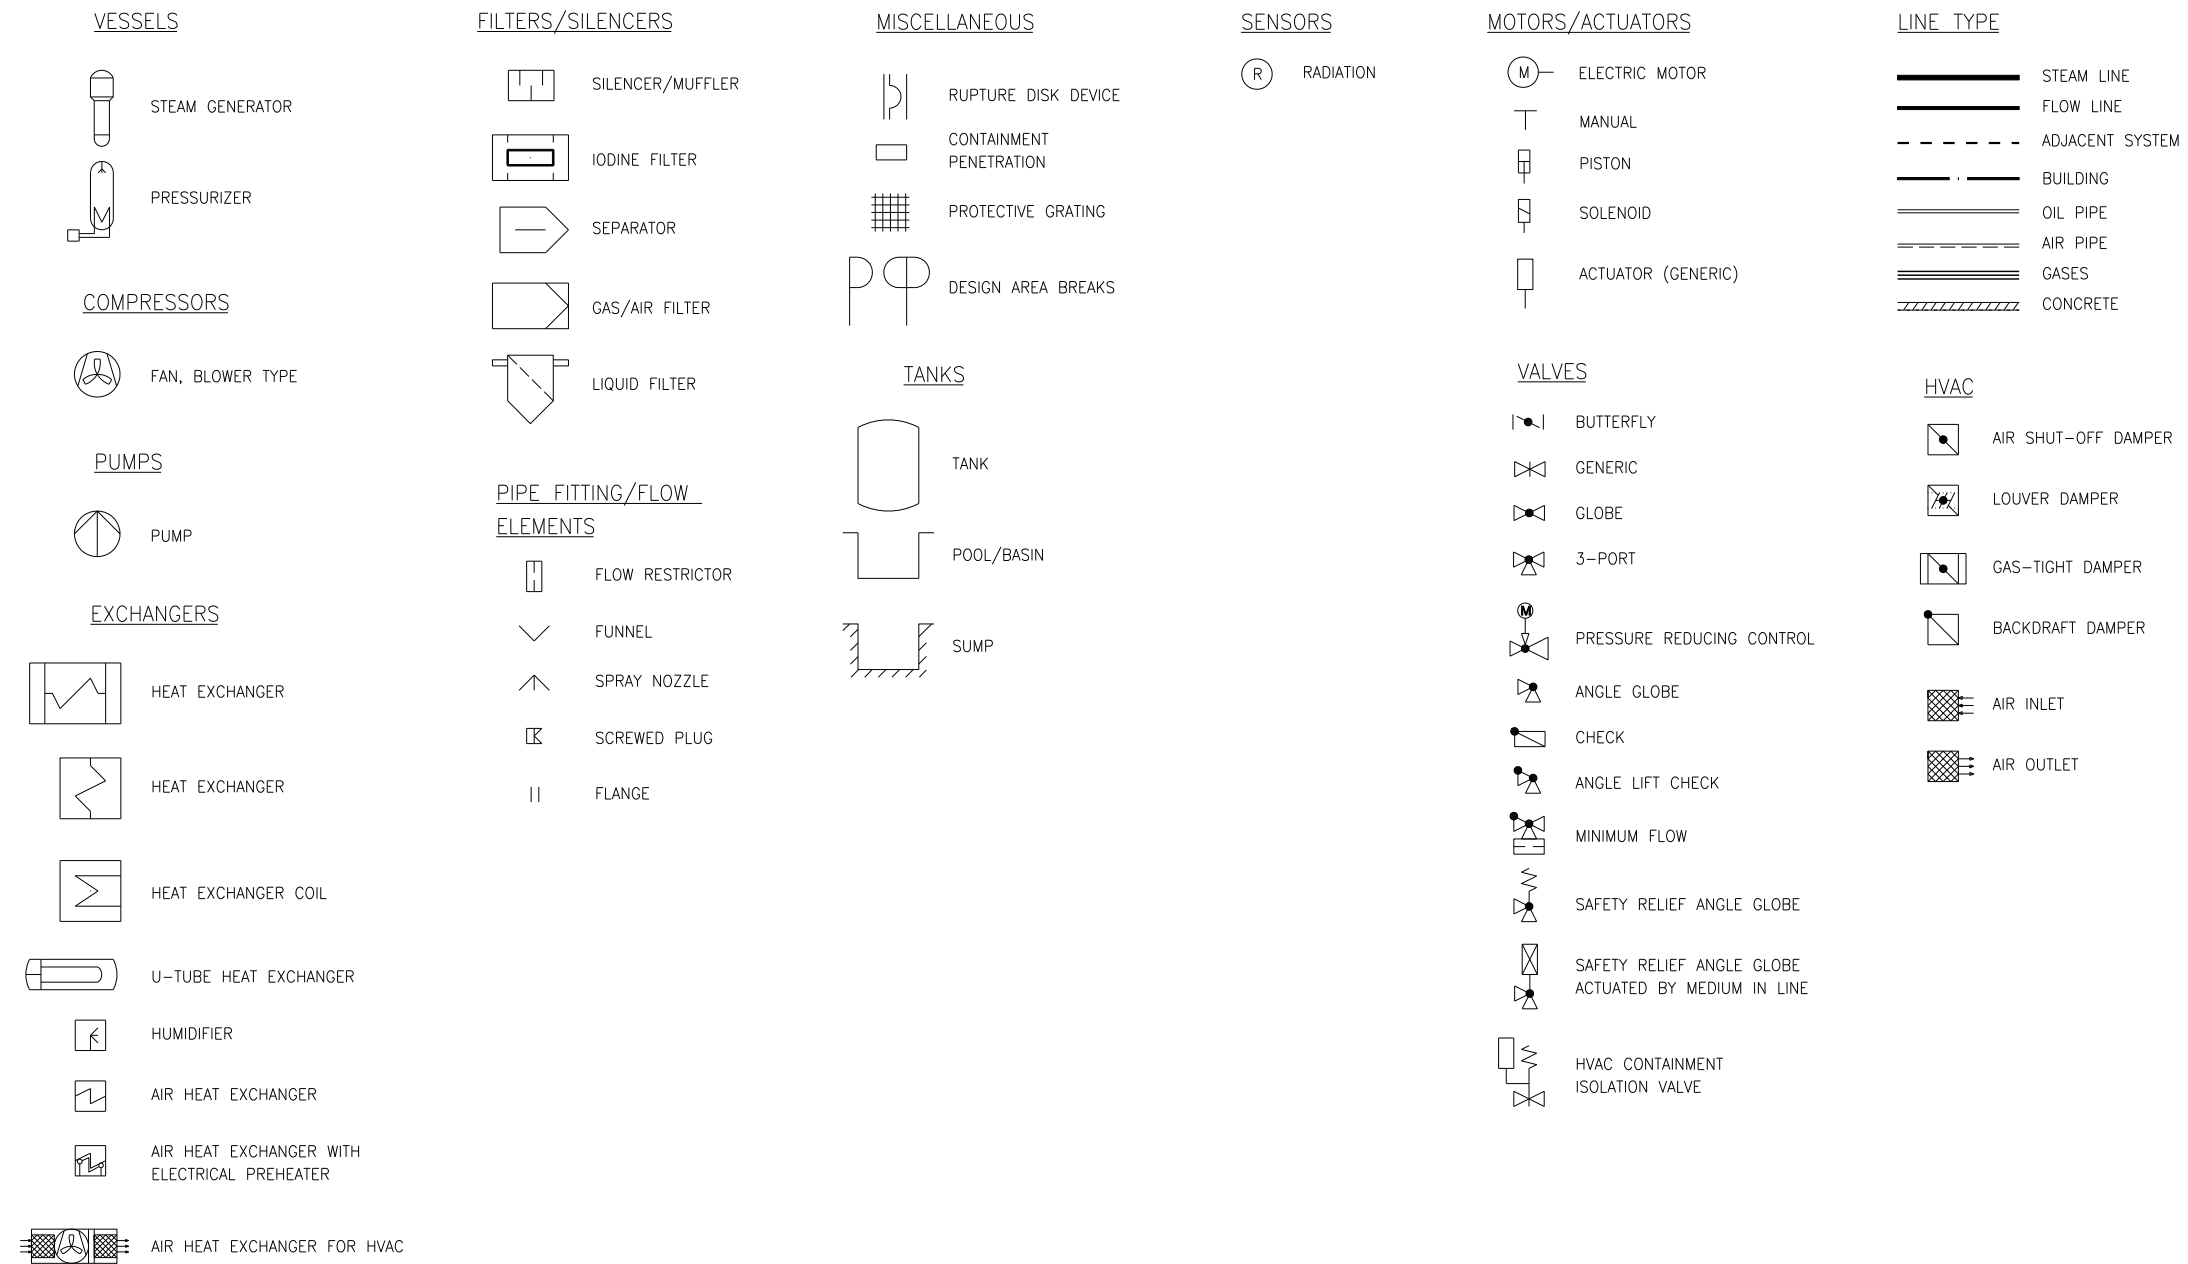 VESSELS
STEAM GENERATOR
PRESSURIZER
COMPRESSORS
FAN, BLOWER TYPE
PUMPS
PUMP
EXCHANGERS
HEAT EXCHANGER
HEAT EXCHANGER
HEAT EXCHANGER COIL
U-TUBE HEAT EXCHANGER
HUMIDIFIER
AIR HEAT EXCHANGER
AIR HEAT EXCHANGER WITH
ELECTRICAL PREHEATER
AIR HEAT EXCHANGER FOR HVAC
FILTERS/SILENCERS
SILENCER/MUFFLER
IODINE FILTER
SEPARATOR
GAS/AIR FILTER
LIQUID FILTER
PIPE FITTING/FLOW
ELEMENTS
FLOW RESTRICTOR
FUNNEL
SPRAY NOZZLE
SCREWED PLUG
FLANGE
MISCELLANEOUS
RUPTURE DISK DEVICE
CONTAINMENT
PENETRATION
PROTECTIVE GRATING
DESIGN AREA BREAKS
TANKS
TANK
POOL/BASIN
SUMP
SENSORS
R RADIATION
MOTORS/ACTUATORS
M ELECTRIC MOTOR
MANUAL
PISTON
SOLENOID
ACTUATOR (GENERIC)
VALVES
BUTTERFLY
GENERIC
GLOBE
3-PORT
M
PRESSURE REDUCING CONTROL
ANGLE GLOBE
CHECK
ANGLE LIFT CHECK
MINIMUM FLOW
SAFETY RELIEF ANGLE GLOBE
SAFETY RELIEF ANGLE GLOBE
ACTUATED BY MEDIUM IN LINE
HVAC CONTAINMENT
ISOLATION VALVE
LINE TYPE
STEAM LINE
FLOW LINE
ADJACENT SYSTEM
BUILDING
OIL PIPE
AIR PIPE
GASES
CONCRETE
HVAC
AIR SHUT-OFF DAMPER
LOUVER DAMPER
GAS-TIGHT DAMPER
BACKDRAFT DAMPER
AIR INLET
AIR OUTLET